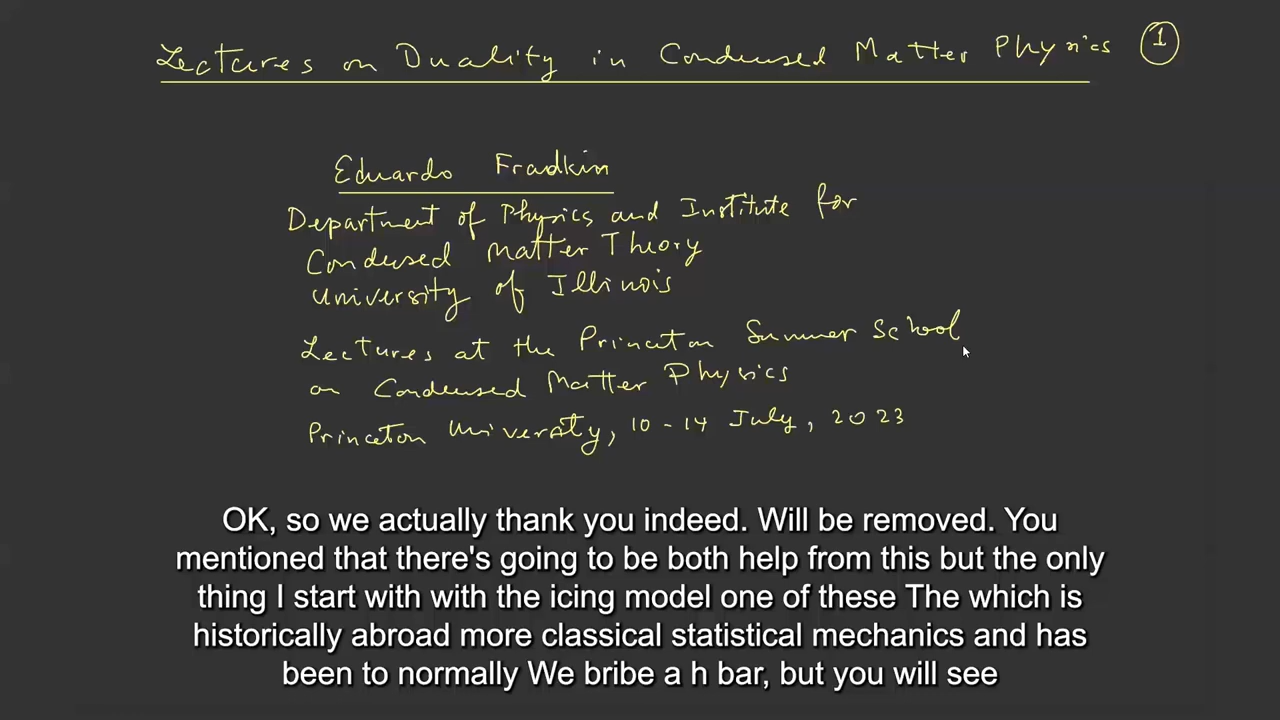 Lectures on Duality in Condensed Matter Physics 1
Eduardo Fradkin
Department of Physics and Institute for
Condensed Matter Theory
University of Illinois
Lectures at the Princeton Summer School
on Condensed Matter Physics
Princeton University, 10-14 July, 2023
OK, so we actually thank you indeed. Will be removed. You
mentioned that there's going to be both help from this but the only
thing I start with with the icing model one of these The which is
historically abroad more classical statistical mechanics and has
been to normally We bribe a h bar, but you will see